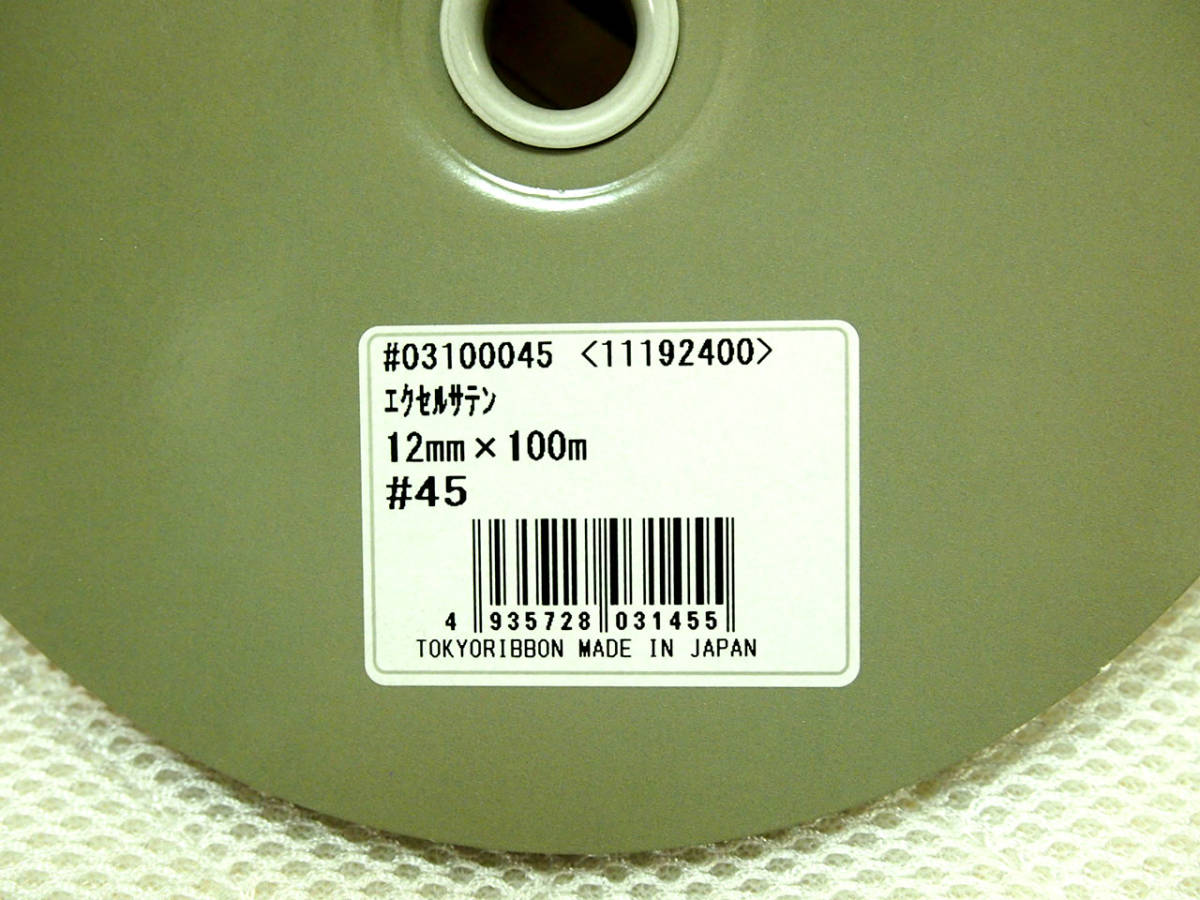 #03100045 <11192400>
ｴｸｾﾙｻﾃﾝ
12mm×100m
#45
4 935728 031455
TOKYORIBBON MADE IN JAPAN